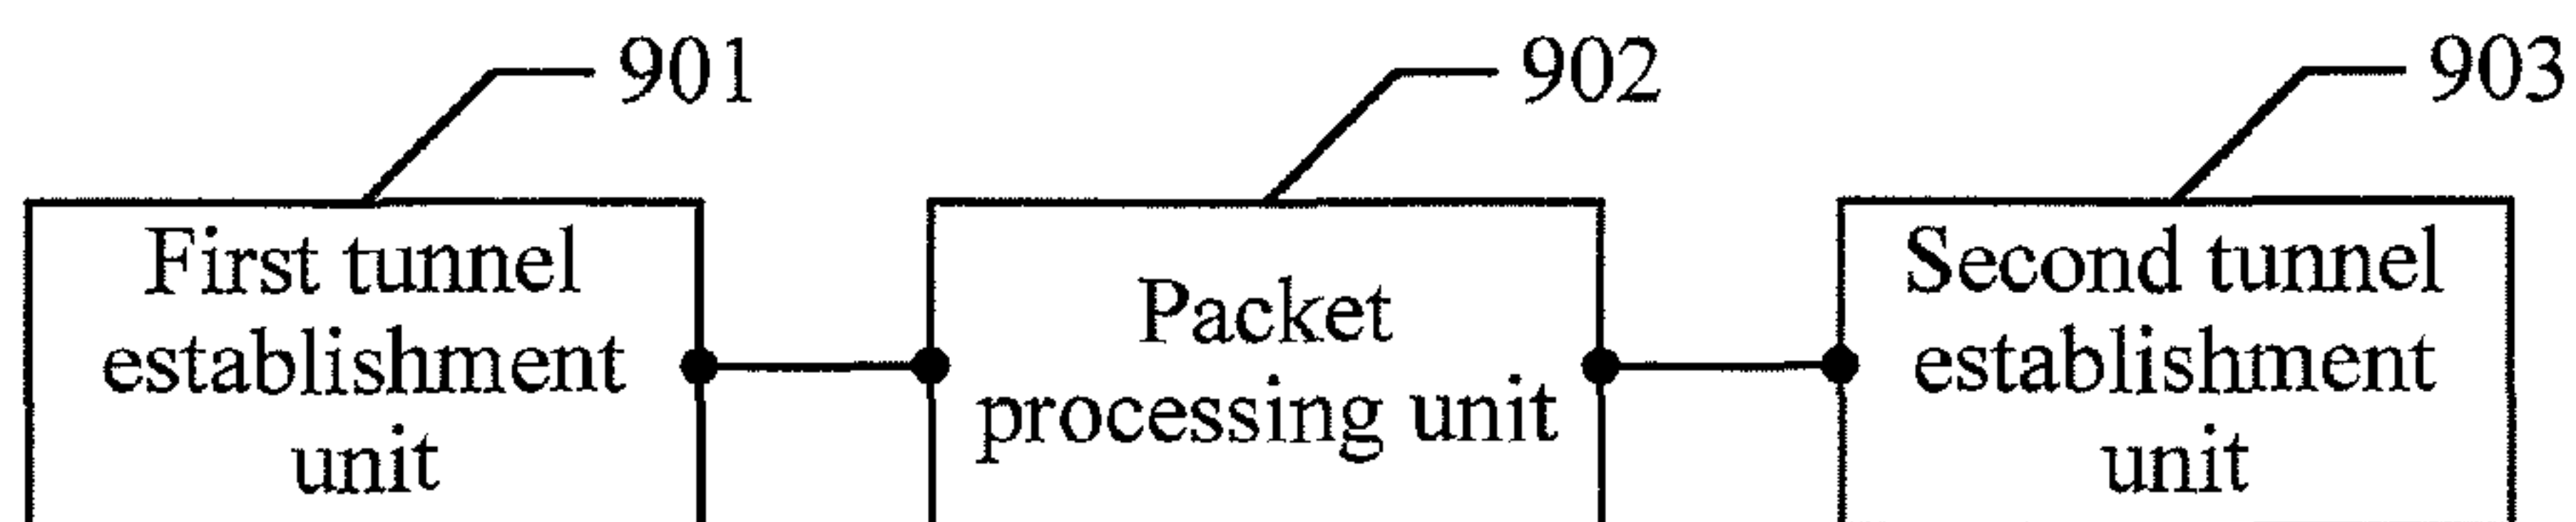 901
902
903
First tunnel
establishment
unit
Packet
processing unit
Second tunnel
establishment
unit